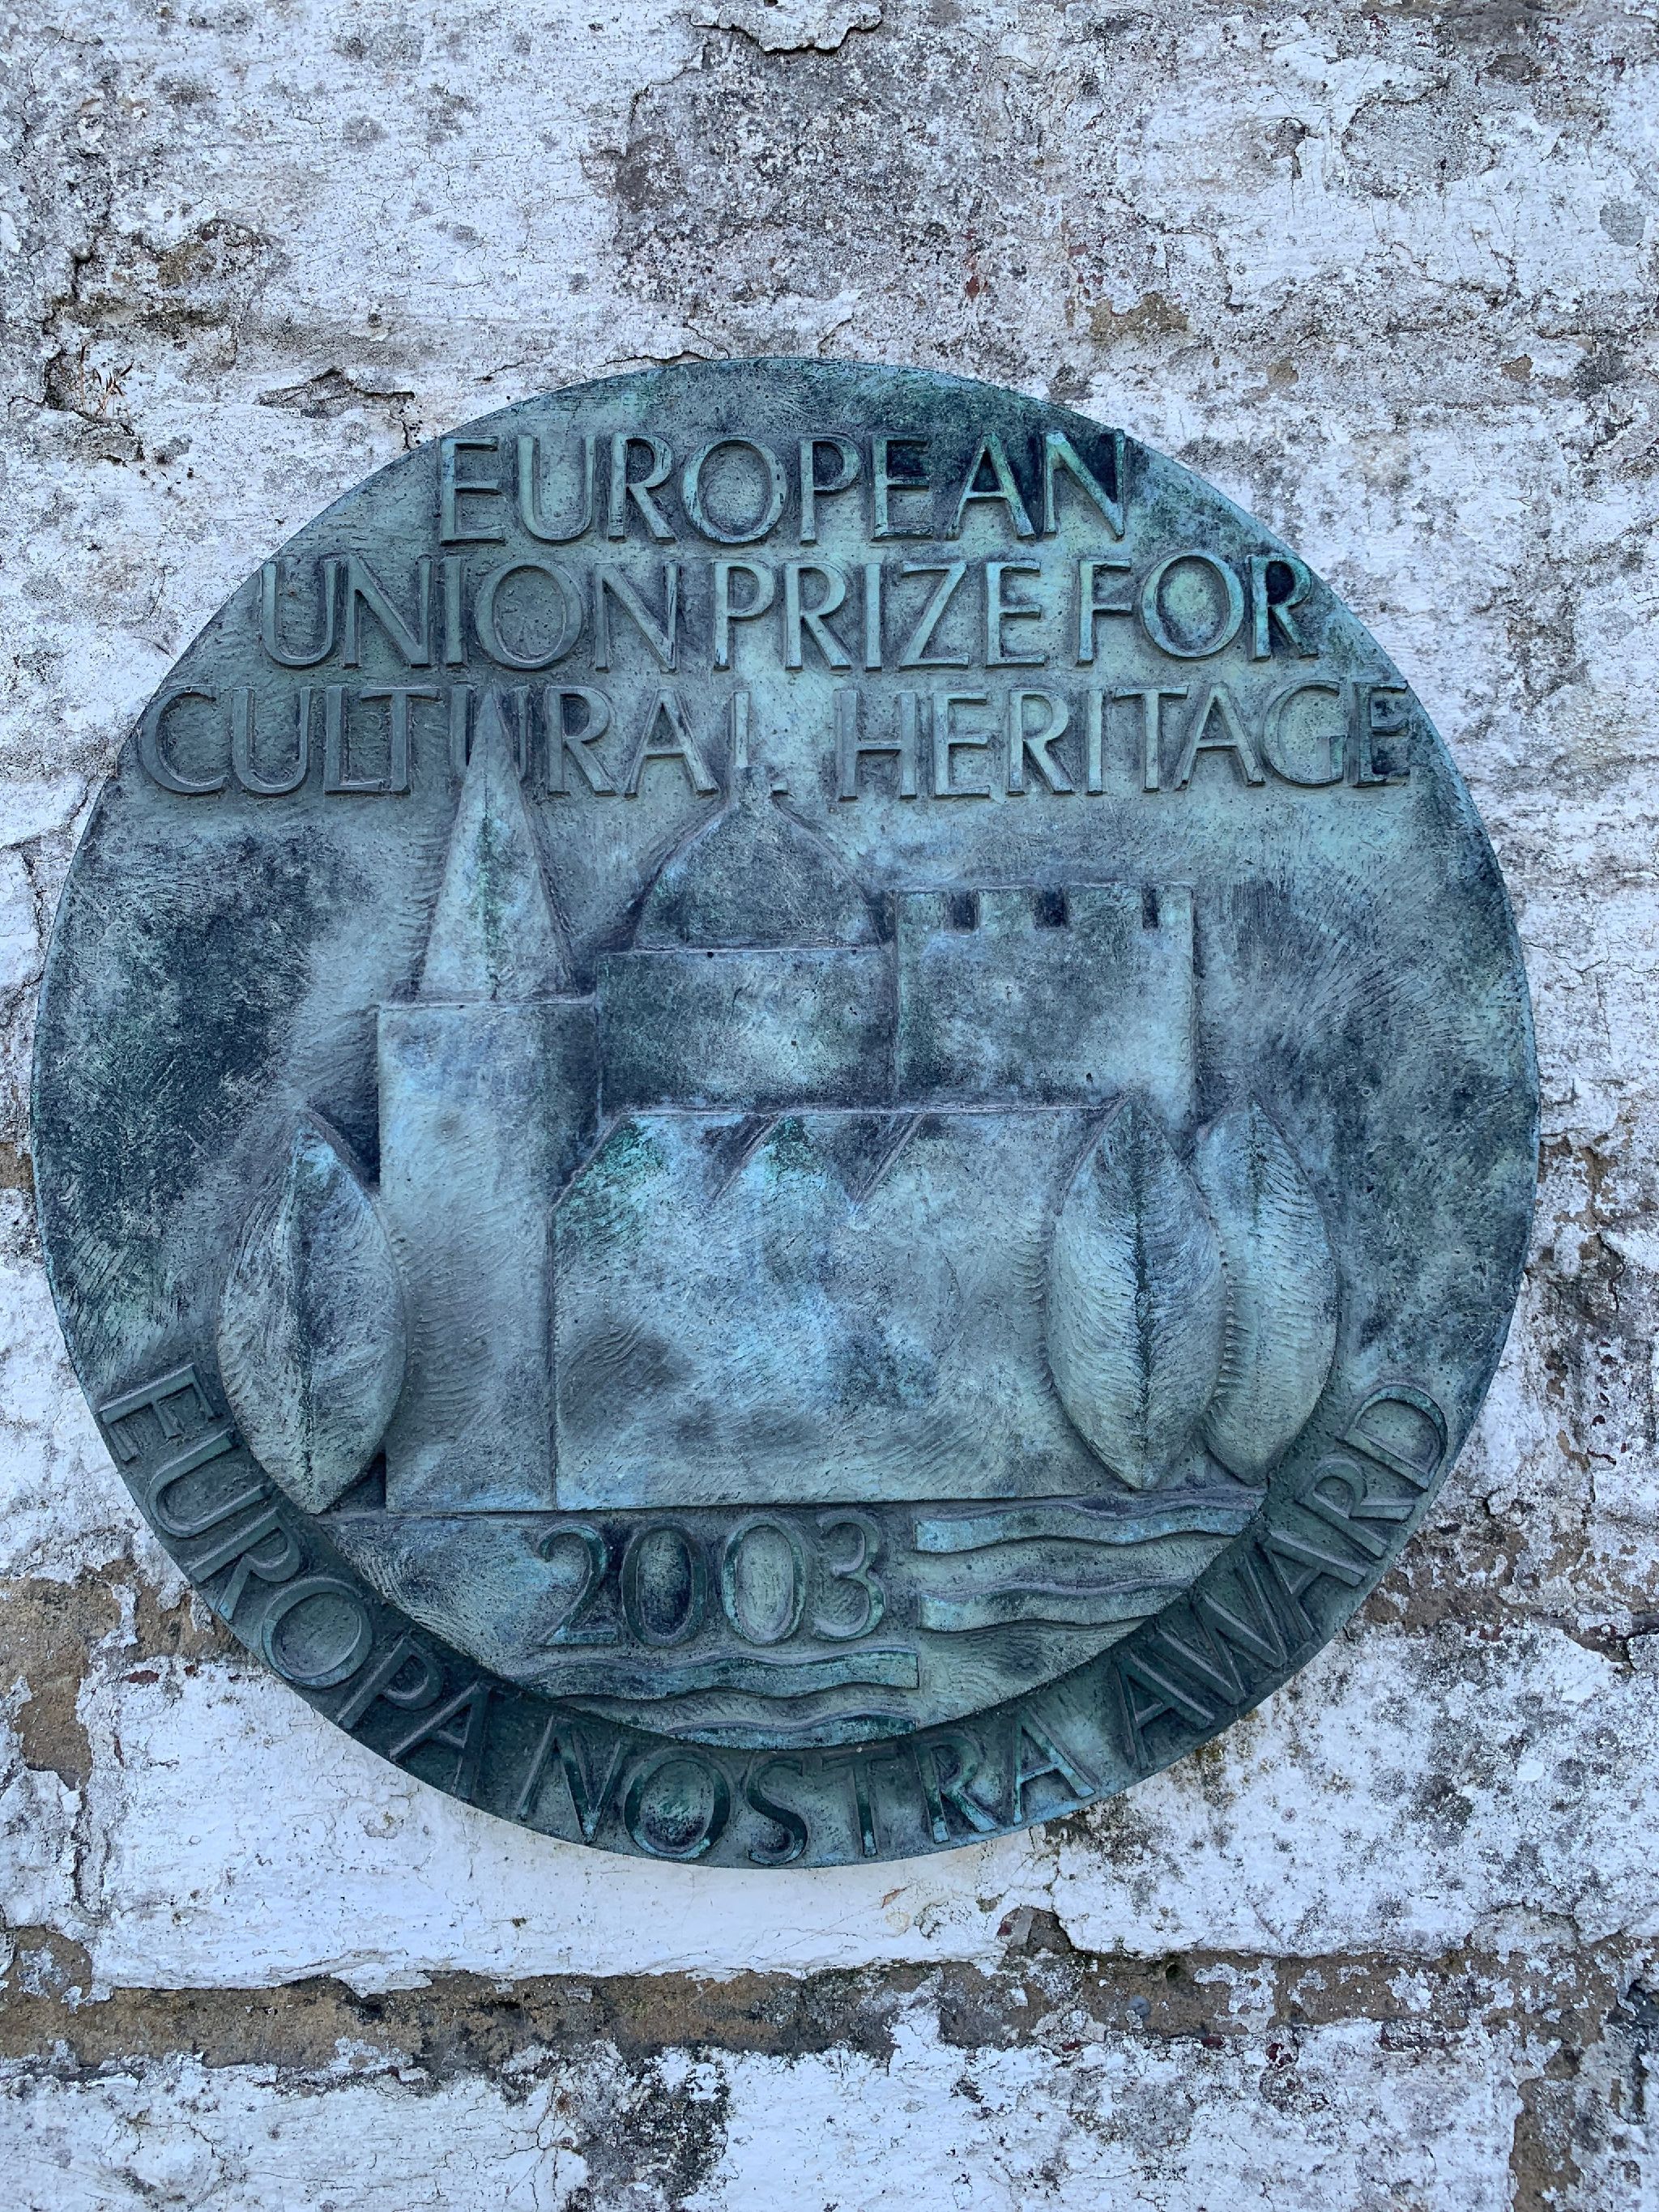 EUROPEAN
UNION PRIZE FOR
CULTURAL HERITAGE
2003
EUROPA NOSTRA AWARD